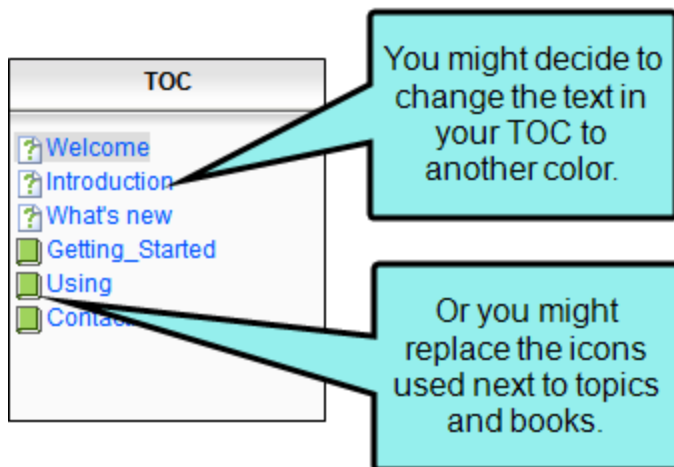 TOC
Welcome
Introduction
What's new
Getting_Started
Using
You might decide to
change the text in
your TOC to
another color.
Or you might
replace the icons
used next to topics
and books.